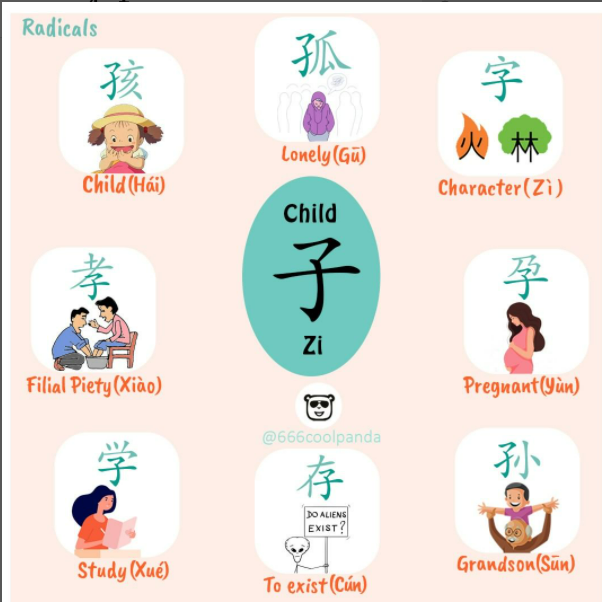 Radicals
孩
Child(Hái)
孤
Lonely(Gū)
字
火 林
Character(Zì)
Child
子
Zi
孝
Filial Piety(Xiào)
孕
Pregnant(Yùn)
@666coolpanda
学
Study(Xué)
存
DO ALIENS
EXIST?
To exist(Cún)
孙
Grandson(Sūn)